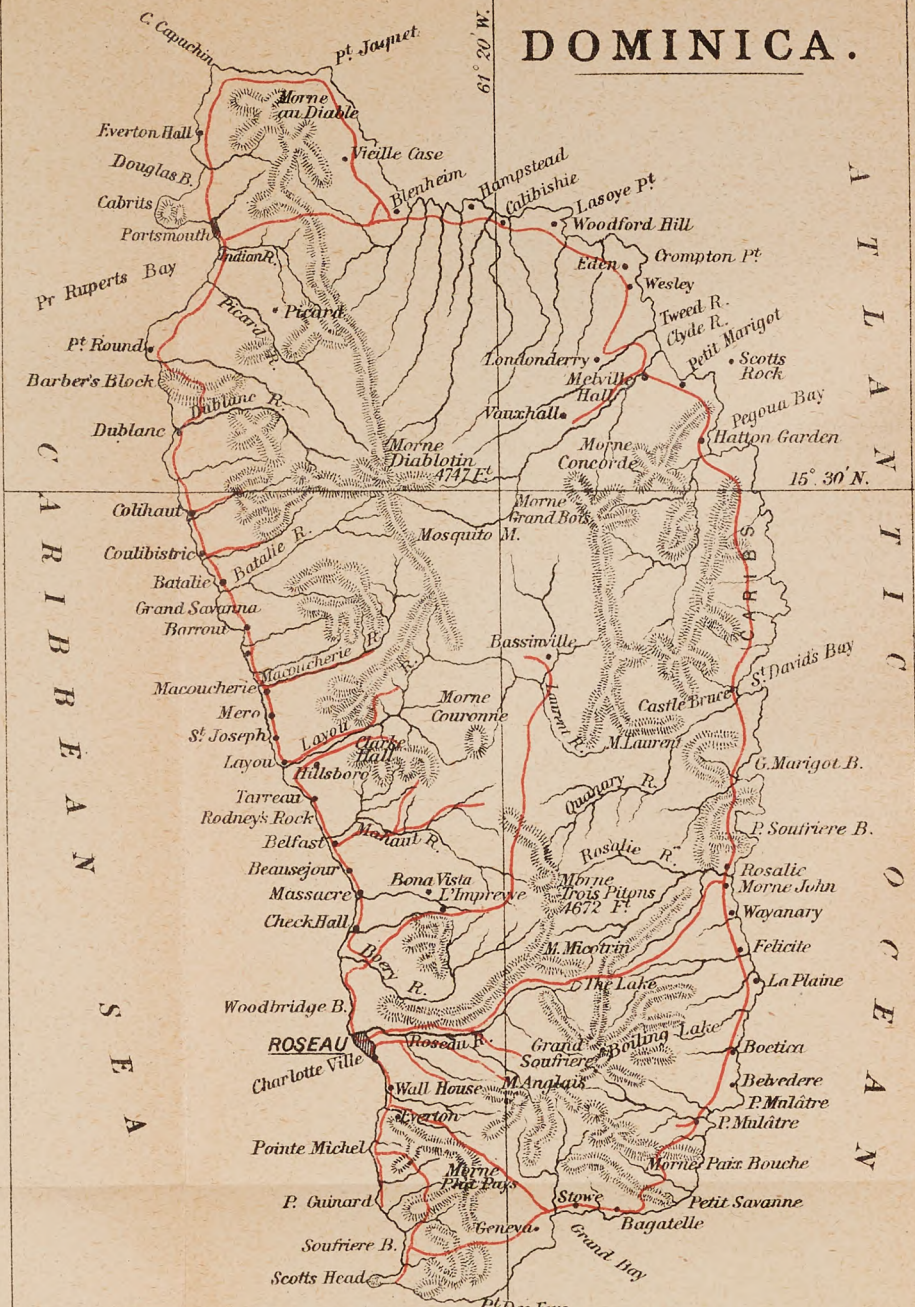 DOMINICA.
61° 20' W.
C. Capuchin
Pt Jaquet
Morne
au Diable
Everton Hall
Vieille Case
Douglas B.
Blenheim
Hampstead
Calibishie
Lasoye Pt
Cabrits
Woodford Hill
Portsmouth
Indian R.
Eden
Crompton Pt
Pr Ruperts Bay
Wesley
Picard R.
Picard
Tweed R.
Clyde R.
Petit Marigot
Pt Round
Londonderry
Scotts
Rock
Barber's Block
Melville
Hall
Dublanc R.
Vauxhall
Pegoua Bay
Dublanc
Hatton Garden
Morne
Diablotin
4747 Ft
Morne
Concorde
15° 30' N.
Colihaut
Morne
Grand Bois
Coulibistric
Batalie R.
Mosquito M.
CARIBS
Batalie
Grand Savanna
Barroui
Macoucherie R.
Bassinville
St David's Bay
Macoucherie
Morne
Couronne
Castle Bruce
Mero
Laurent R.
St Joseph
Layou R.
M. Laurent
Clarke
Hall
Layou
Hillsboro
G. Marigot B.
Quanary R.
Tarreau
Rodney's Rock
P. Soufriere B.
Belfast
Mahaut R.
Rosalie R.
Beausejour
Rosalie
Morne John
Massacre
Bona Vista
L'Impreyve
Morne
Trois Pitons
4672 Ft
Check Hall
Wayanary
Boery R.
M. Micotrin
Felicite
The Lake
La Plaine
Woodbridge B.
ROSEAU
Roseau R.
Grand
Soufriere
Boiling Lake
Boetica
Charlotte Ville
Wall House
M. Anglais
Belvedere
P. Mulâtre
P. Mulâtre
Everton
Pointe Michel
Morne Paix Bouche
Morne
Plat Pays
P. Guinard
Stowe
Petit Savanne
Bagatelle
Geneva
Soufriere B.
Grand Bay
Scotts Head
CARIBBEAN SEA
ATLANTIC OCEAN